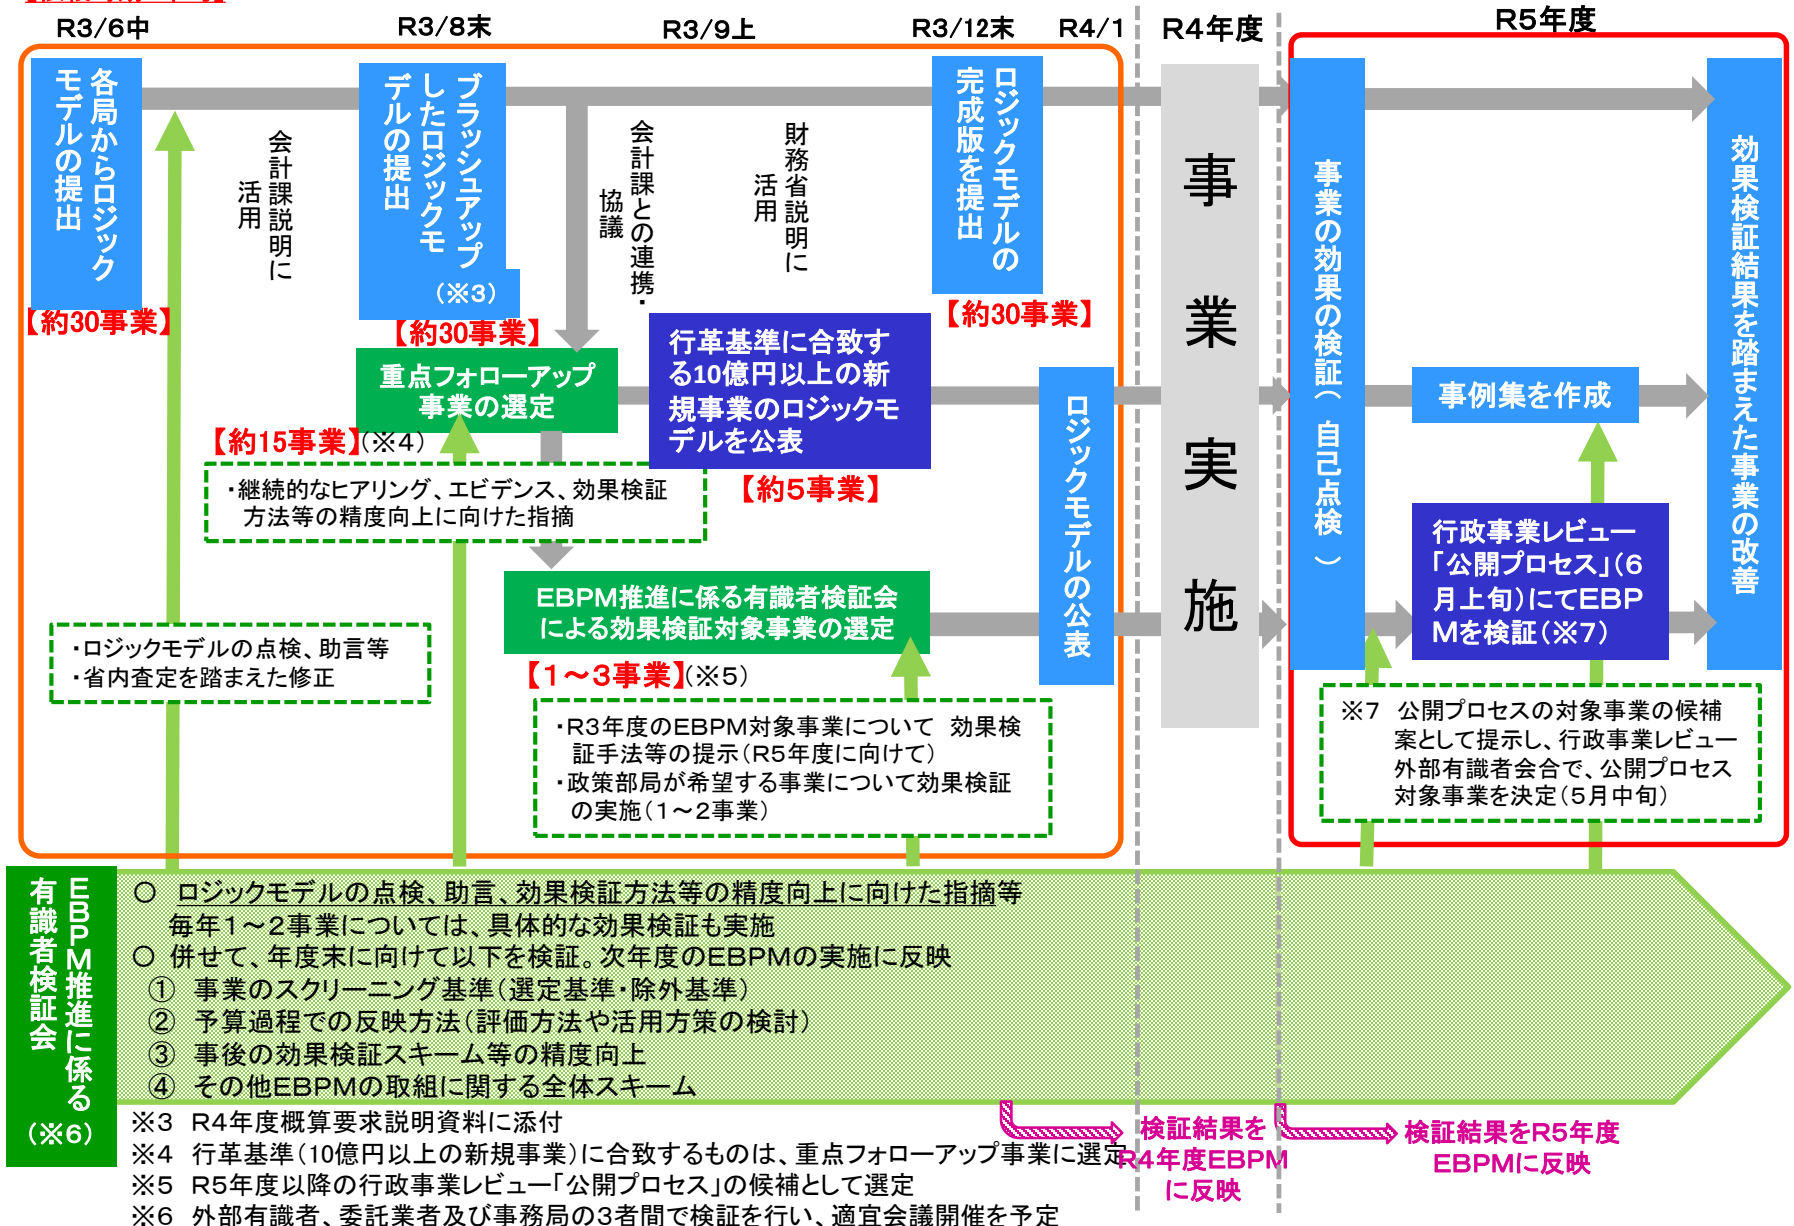 R3/6中
R3/8末
R3/9上
R3/12末
R4/1
R4年度
R5年度
各局からロジック
モデルの提出
【約30事業】
会計課説明に
活用
ブラッシュアップ
したロジックモ
デルの提出
（※3）
【約30事業】
会計課との連携・
協議
財務省説明に
活用
ロジックモデルの
完成版を提出
【約30事業】
重点フォローアップ
事業の選定
【約15事業】(※4)
行革基準に合致す
る10億円以上の新
規事業のロジックモ
デルを公表
【約5事業】
・継続的なヒアリング、エビデンス、効果検証
方法等の精度向上に向けた指摘
EBPM推進に係る有識者検証会
による効果検証対象事業の選定
【1～3事業】(※5)
・ロジックモデルの点検、助言等
・省内査定を踏まえた修正
・R3年度のEBPM対象事業について　効果検
証手法等の提示(R5年度に向けて)
・政策部局が希望する事業について効果検証
の実施(1～2事業)
ロジックモデルの公表
事業実施
事業の効果の検証（自己点検）
事例集を作成
行政事業レビュー
「公開プロセス」(6
月上旬)にてEBP
Mを検証(※7)
効果検証結果を踏まえた事業の改善
※7　公開プロセスの対象事業の候補
案として提示し、行政事業レビュー
外部有識者会合で、公開プロセス
対象事業を決定(5月中旬)
EBPM推進に係る
有識者検証会
(※6)
○　ロジックモデルの点検、助言、効果検証方法等の精度向上に向けた指摘等
毎年1～2事業については、具体的な効果検証も実施
○　併せて、年度末に向けて以下を検証。次年度のEBPMの実施に反映
①　事業のスクリーニング基準(選定基準・除外基準)
②　予算過程での反映方法(評価方法や活用方策の検討)
③　事後の効果検証スキーム等の精度向上
④　その他EBPMの取組に関する全体スキーム
検証結果を
R4年度EBPM
に反映
検証結果をR5年度
EBPMに反映
※3　R4年度概算要求説明資料に添付
※4　行革基準(10億円以上の新規事業)に合致するものは、重点フォローアップ事業に選定
※5　R5年度以降の行政事業レビュー「公開プロセス」の候補として選定
※6　外部有識者、委託業者及び事務局の3者間で検証を行い、適宜会議開催を予定